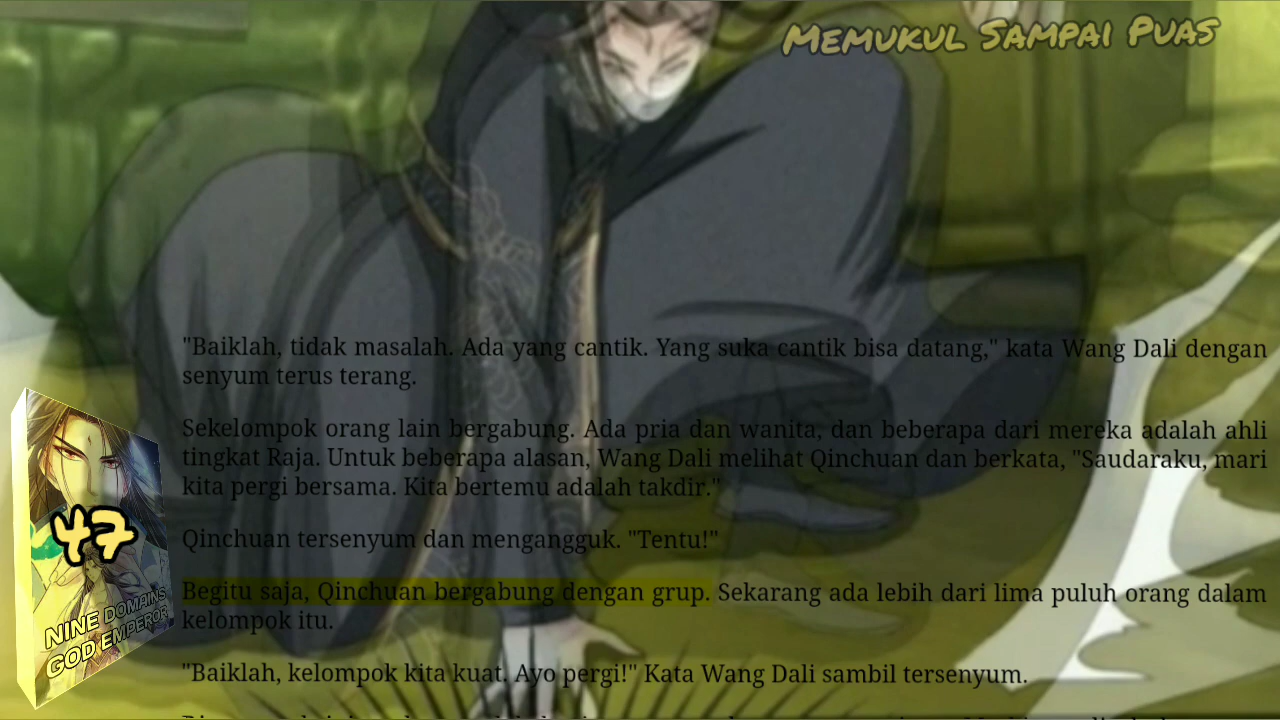 Memukul Sampai Puas
"Baiklah, tidak masalah. Ada yang cantik. Yang suka cantik bisa datang," kata Wang Dali dengan
senyum terus terang.
Sekelompok orang lain bergabung. Ada pria dan wanita, dan beberapa dari mereka adalah ahli
tingkat Raja. Untuk beberapa alasan, Wang Dali melihat Qinchuan dan berkata, "Saudaraku, mari
kita pergi bersama. Kita bertemu adalah takdir."
Qinchuan tersenyum dan mengangguk. "Tentu!"
Begitu saja, Qinchuan bergabung dengan grup. Sekarang ada lebih dari lima puluh orang dalam
kelompok itu.
"Baiklah, kelompok kita kuat. Ayo pergi!" Kata Wang Dali sambil tersenyum.
47
NINE DOMAINS
GOD EMPEROR